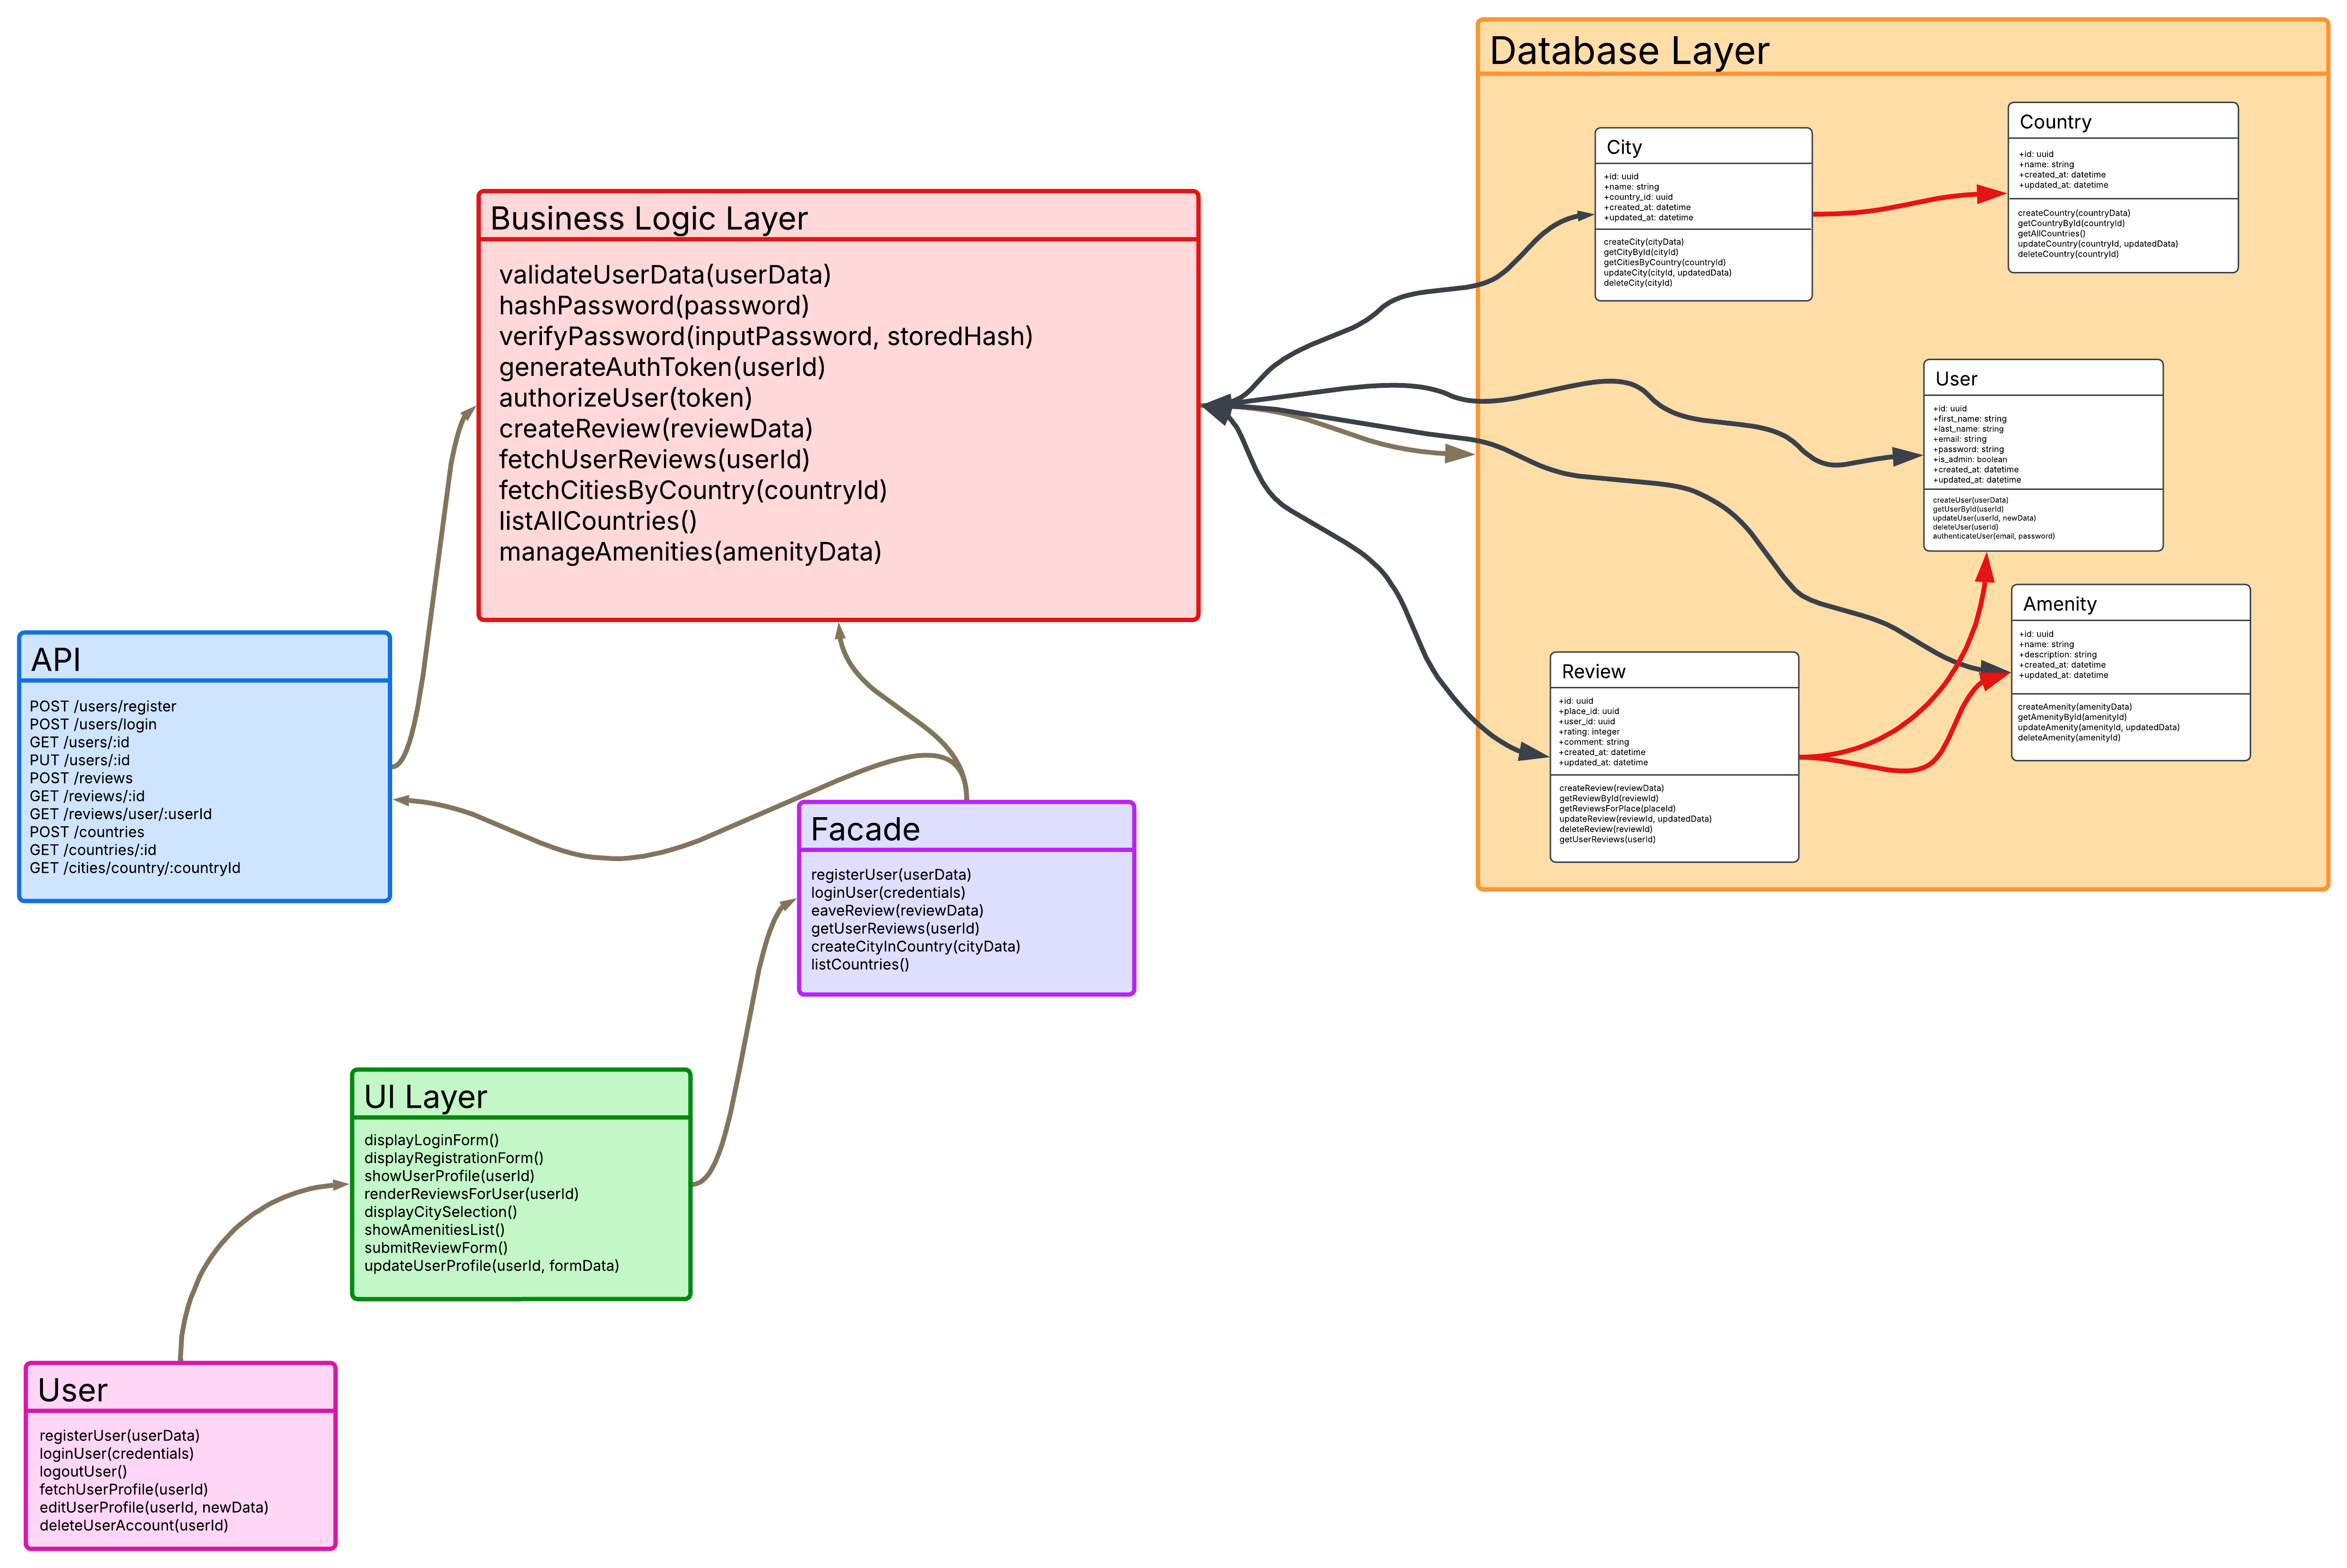 Database Layer
City
+id: uuid
+name: string
+country_id: uuid
+created_at: datetime
+updated_at: datetime
createCity(cityData)
getCityById(cityId)
getCitiesByCountry(countryId)
updateCity(cityId, updatedData)
deleteCity(cityId)
Country
+id: uuid
+name: string
+created_at: datetime
+updated_at: datetime
createCountry(countryData)
getCountryById(countryId)
getAllCountries()
updateCountry(countryId, updatedData)
deleteCountry(countryId)
User
+id: uuid
+first_name: string
+last_name: string
+email: string
+password: string
+is_admin: boolean
+created_at: datetime
+updated_at: datetime
createUser(userData)
getUserById(userId)
updateUser(userId, newData)
deleteUser(userId)
authenticateUser(email, password)
Amenity
+id: uuid
+name: string
+description: string
+created_at: datetime
+updated_at: datetime
createAmenity(amenityData)
getAmenityById(amenityId)
updateAmenity(amenityId, updatedData)
deleteAmenity(amenityId)
Review
+id: uuid
+place_id: uuid
+user_id: uuid
+rating: integer
+comment: string
+created_at: datetime
+updated_at: datetime
createReview(reviewData)
getReviewById(reviewId)
getReviewsForPlace(placeId)
updateReview(reviewId, updatedData)
deleteReview(reviewId)
getUserReviews(userId)
Business Logic Layer
validateUserData(userData)
hashPassword(password)
verifyPassword(inputPassword, storedHash)
generateAuthToken(userId)
authorizeUser(token)
createReview(reviewData)
fetchUserReviews(userId)
fetchCitiesByCountry(countryId)
listAllCountries()
manageAmenities(amenityData)
API
POST /users/register
POST /users/login
GET /users/:id
PUT /users/:id
POST /reviews
GET /reviews/:id
GET /reviews/user/:userId
POST /countries
GET /countries/:id
GET /cities/country/:countryId
Facade
registerUser(userData)
loginUser(credentials)
eaveReview(reviewData)
getUserReviews(userId)
createCityInCountry(cityData)
listCountries()
UI Layer
displayLoginForm()
displayRegistrationForm()
showUserProfile(userId)
renderReviewsForUser(userId)
displayCitySelection()
showAmenitiesList()
submitReviewForm()
updateUserProfile(userId, formData)
User
registerUser(userData)
loginUser(credentials)
logoutUser()
fetchUserProfile(userId)
editUserProfile(userId, newData)
deleteUserAccount(userId)